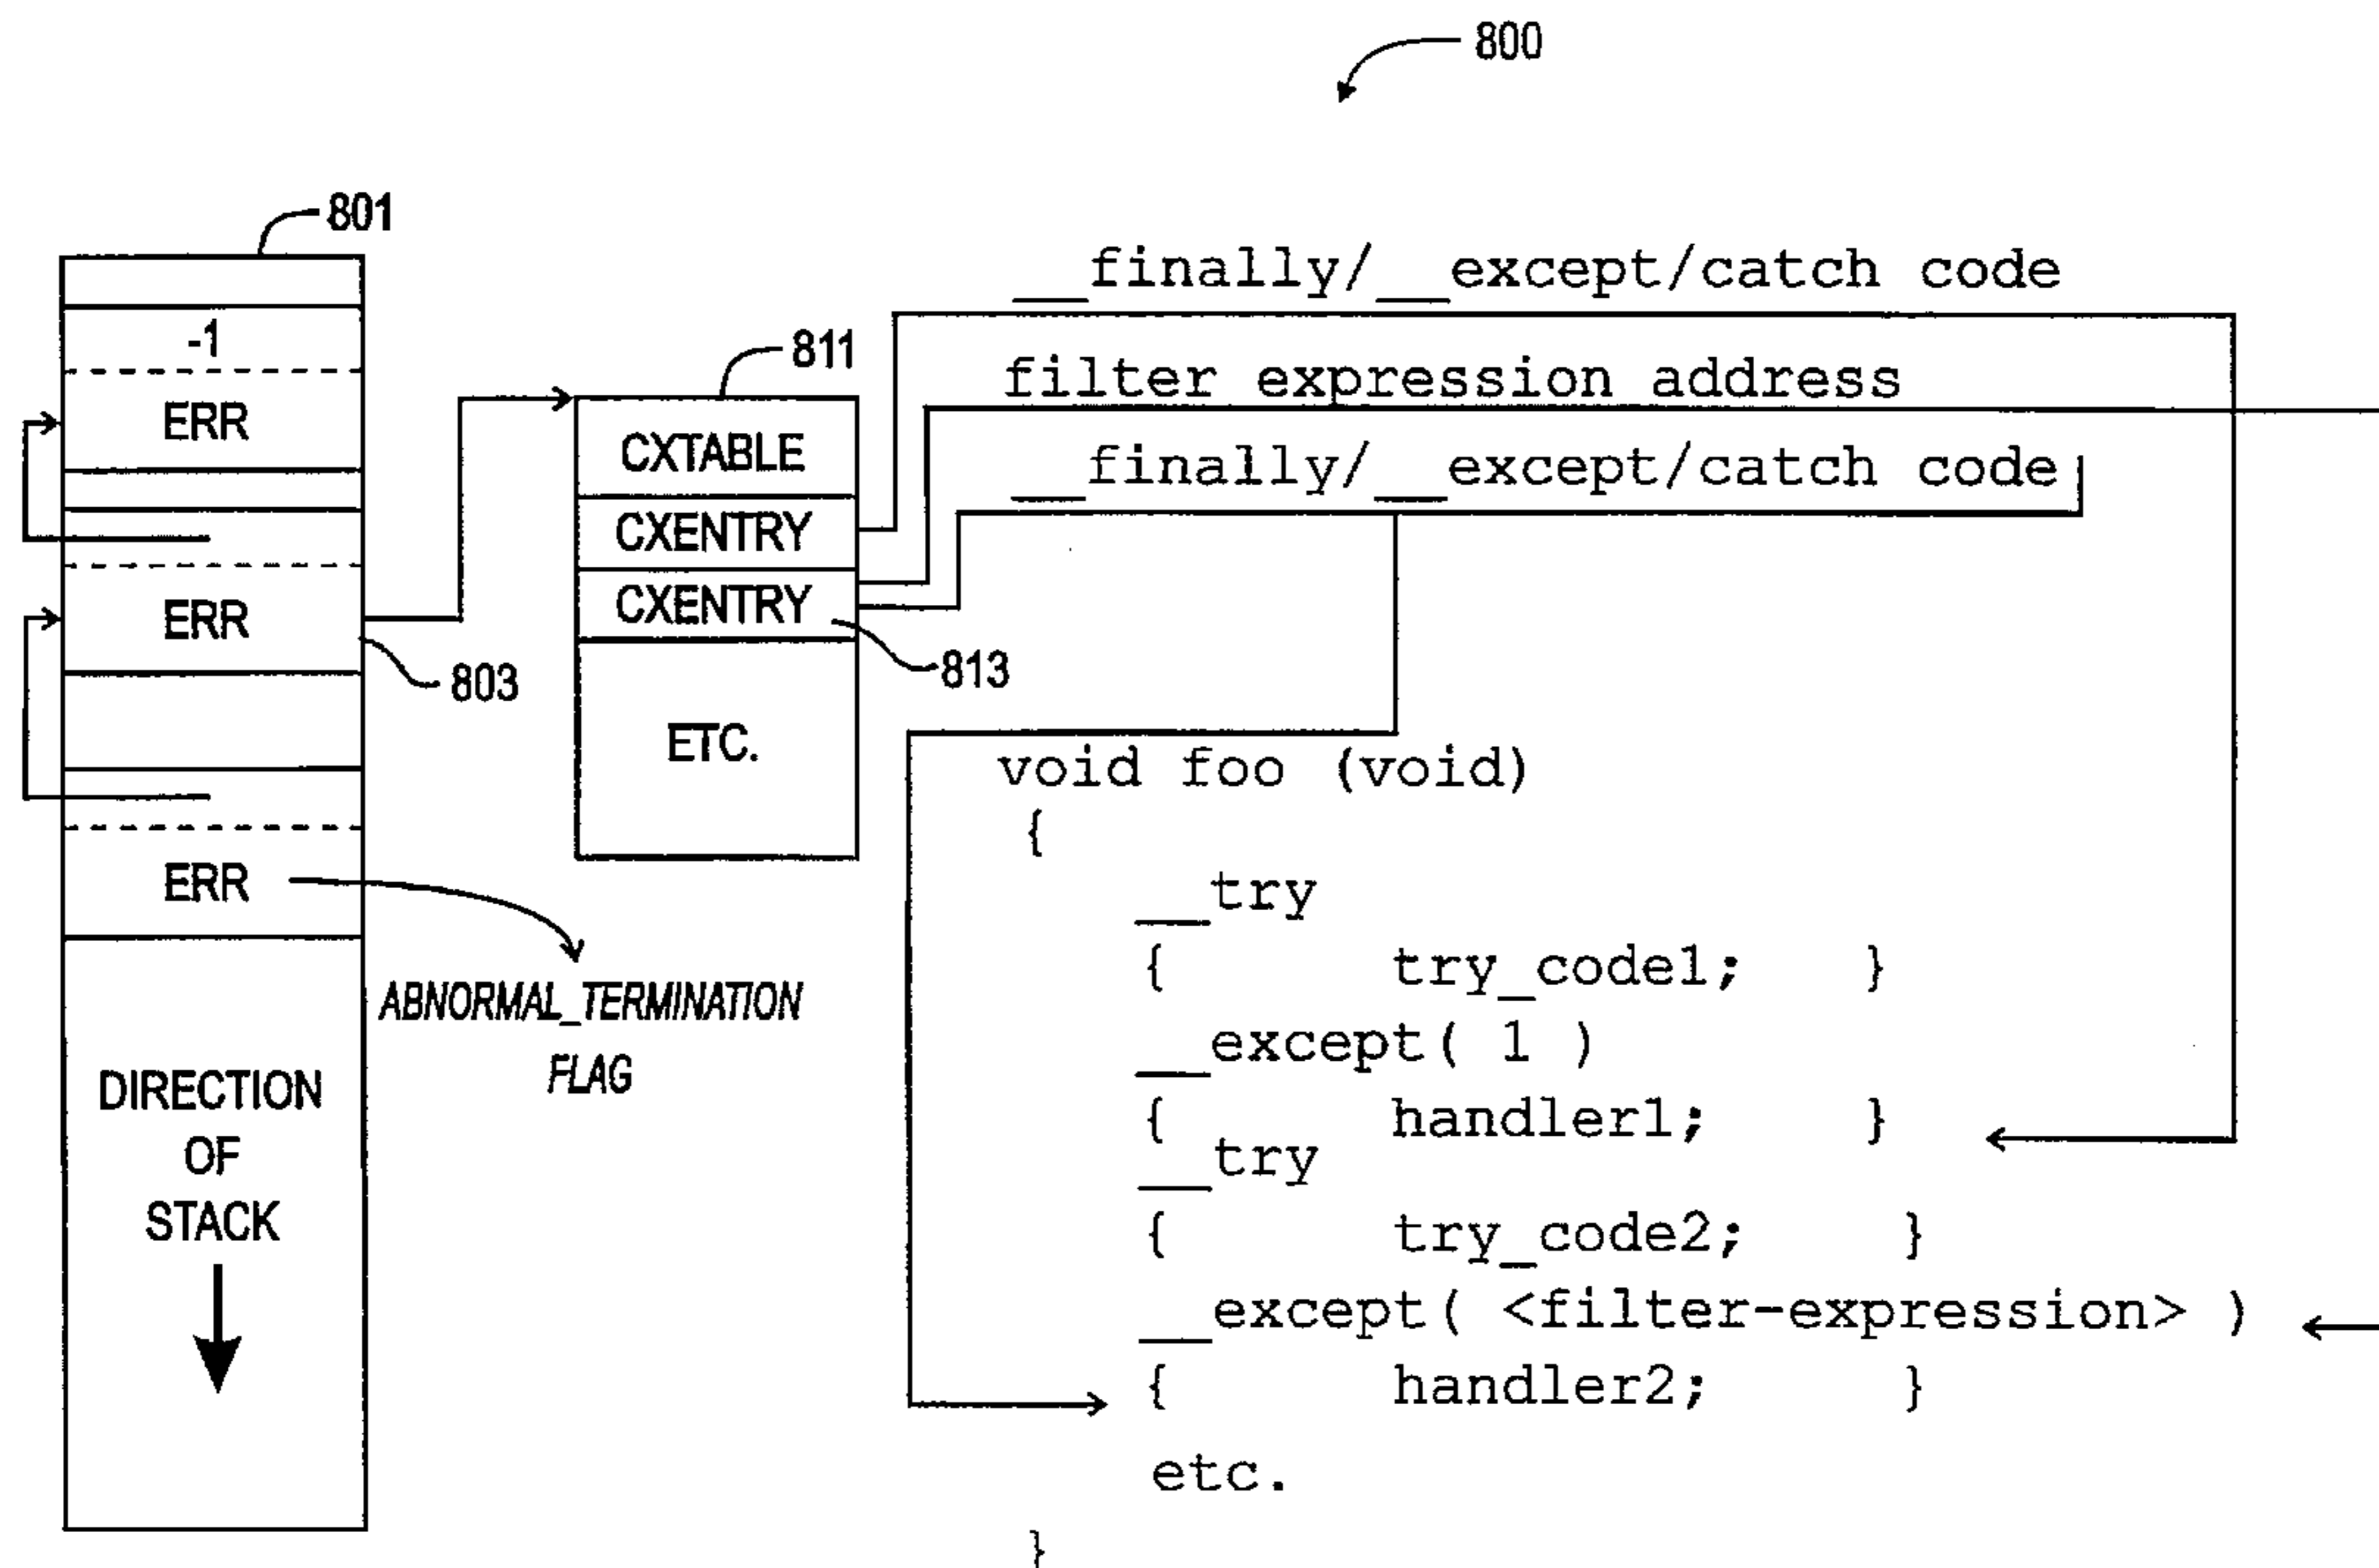 800
801
-1
ERR
ERR
803
ERR
ABNORMAL_TERMINATION
FLAG
DIRECTION
OF
STACK
811
CXTABLE
CXENTRY
CXENTRY
813
ETC.
__finally/__except/catch code
filter expression address
__finally/__except/catch code
void foo (void)
{
__try
{ try_code1; }
__except( 1 )
{ handler1; }
__try
{ try_code2; }
__except( <filter-expression> )
{ handler2; }
etc.
}